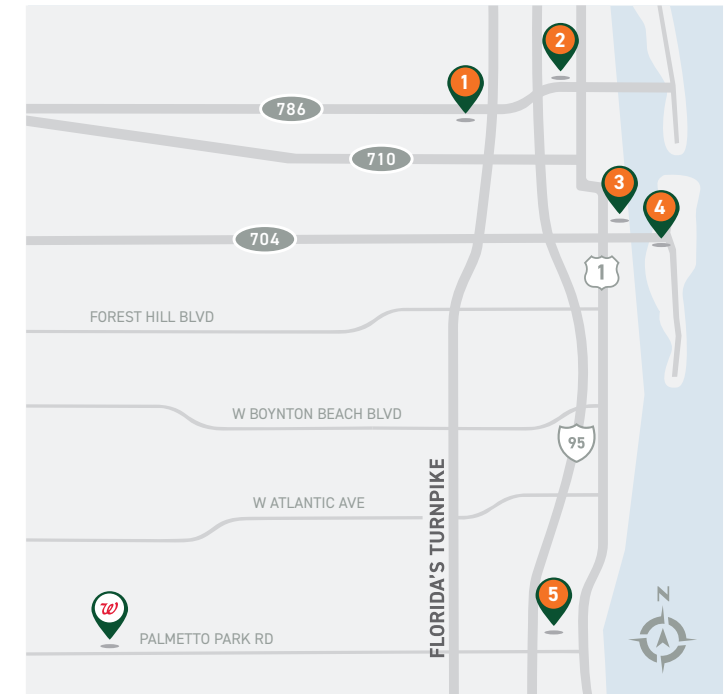 2
1
786
710
3
4
704
1
FOREST HILL BLVD
W BOYNTON BEACH BLVD
95
W ATLANTIC AVE
FLORIDA'S TURNPIKE
5
N
w
PALMETTO PARK RD